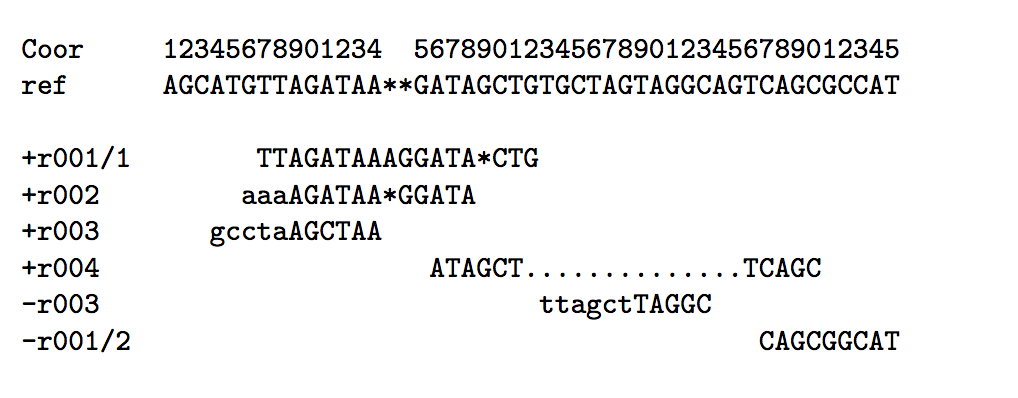 Coor     12345678901234  5678901234567890123456789012345
ref      AGCATGTTAGATAA**GATAGCTGTGCTAGTAGGCAGTCAGCGCCAT
+r001/1        TTAGATAAAGGATA*CTG
+r002         aaaAGATAA*GGATA
+r003       gcctaAGCTAA
+r004                     ATAGCT..............TCAGC
-r003                            ttagctTAGGC
-r001/2                                        CAGCGGCAT